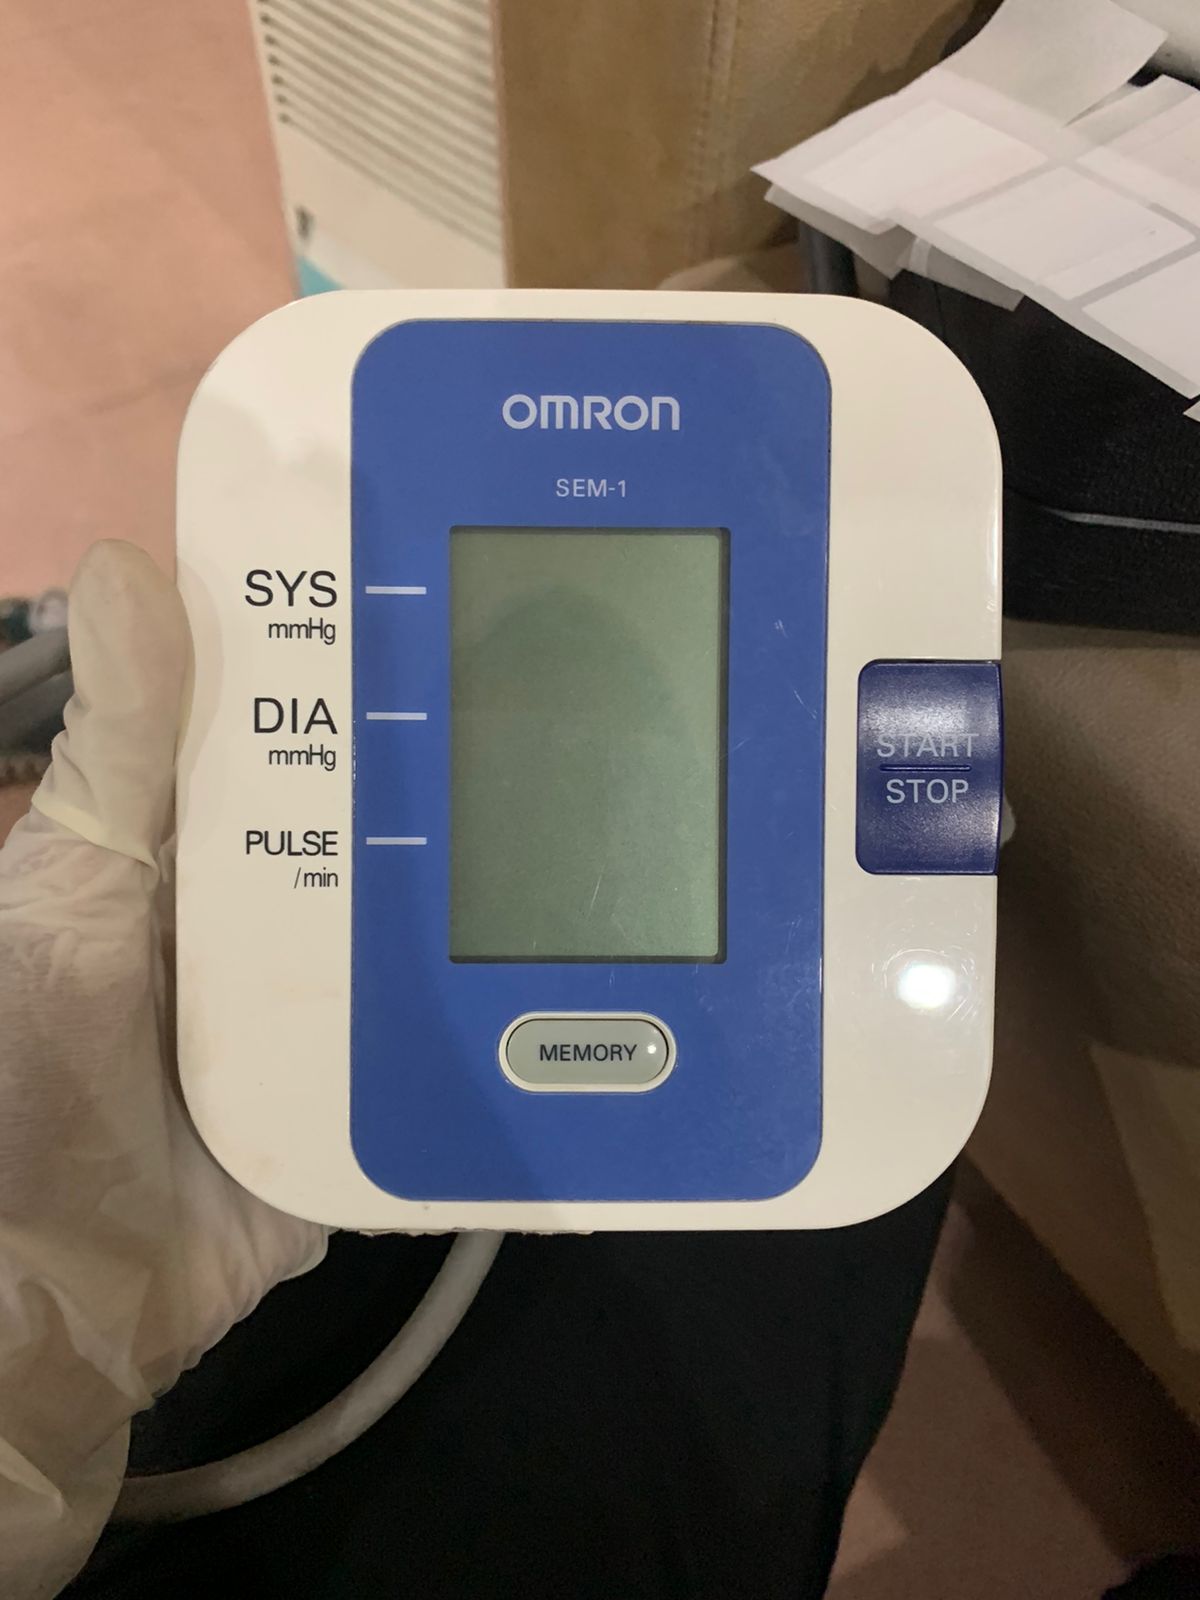 OMRON
SEM-1
SYS
mmHg
DIA
mmHg
PULSE
/min
START
STOP
MEMORY